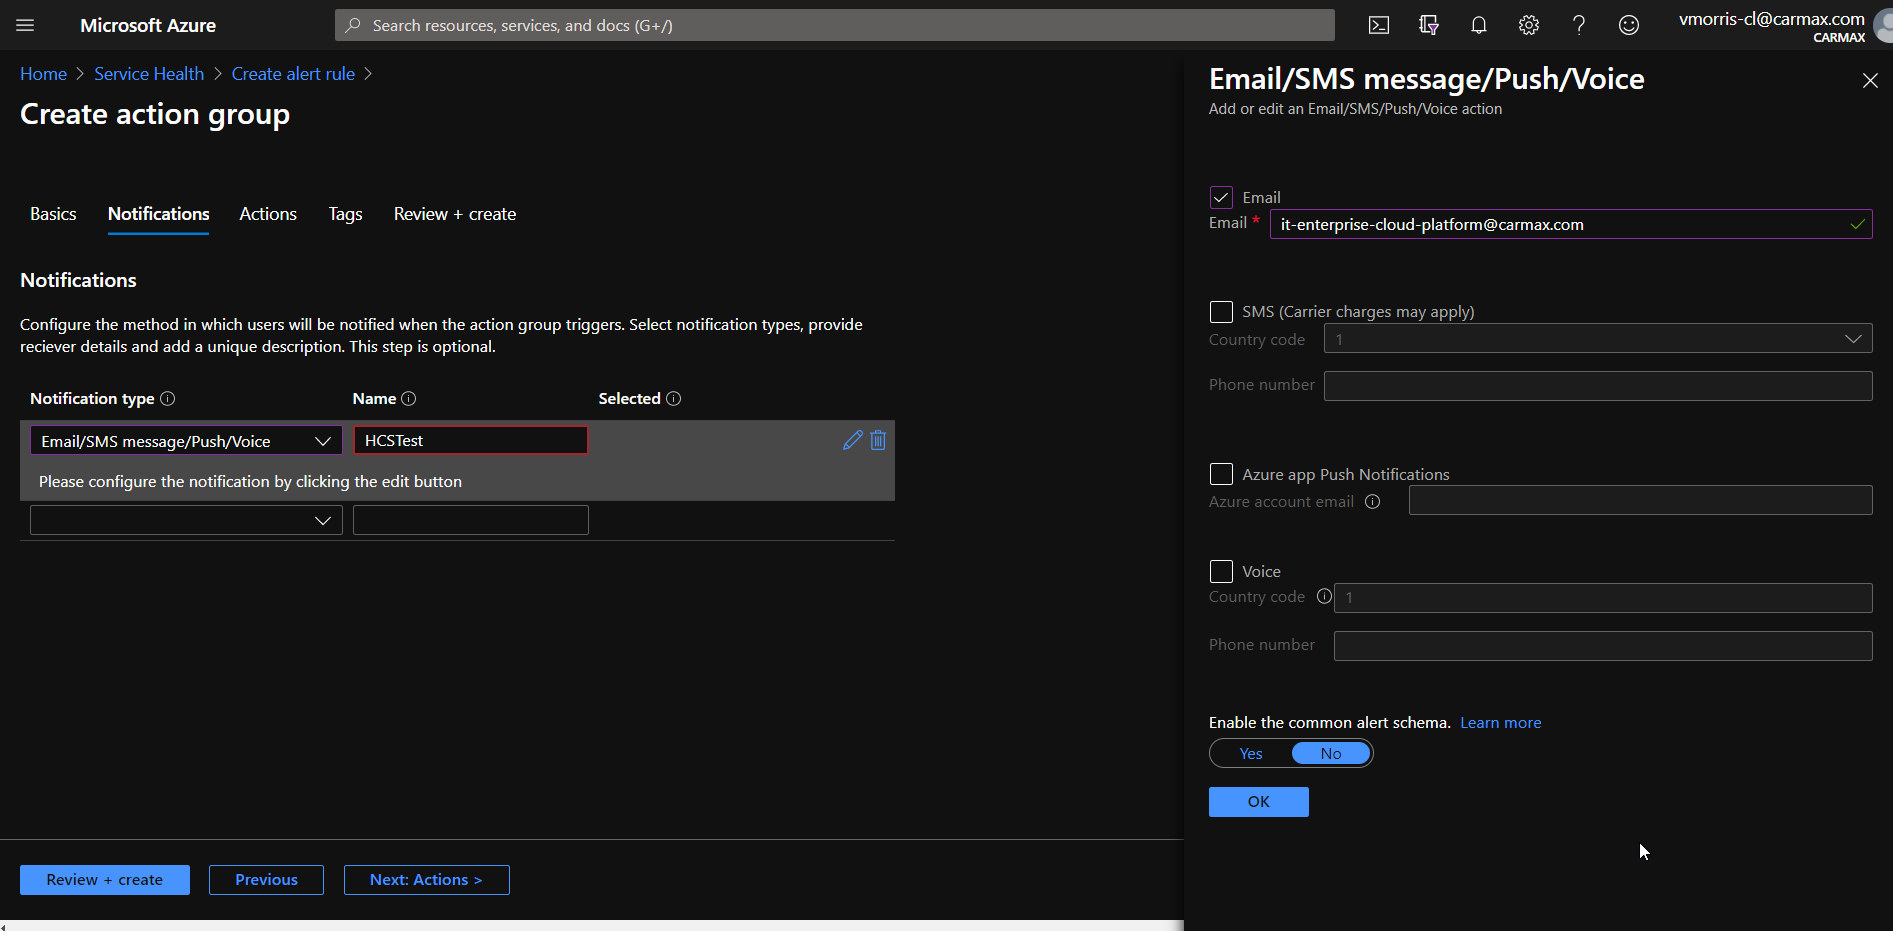 Microsoft Azure
Search resources, services, and docs (G+/)
vmorris-cl@carmax.com
CARMAX
Home > Service Health > Create alert rule >
Create action group
Basics Notifications Actions Tags Review + create
Notifications
Configure the method in which users will be notified when the action group triggers. Select notification types, provide
reciever details and add a unique description. This step is optional.
Notification type Name Selected
Email/SMS message/Push/Voice HCSTest
Please configure the notification by clicking the edit button
Review + create Previous Next: Actions >
Email/SMS message/Push/Voice
Add or edit an Email/SMS/Push/Voice action
Email
Email * it-enterprise-cloud-platform@carmax.com
SMS (Carrier charges may apply)
Country code 1
Phone number
Azure app Push Notifications
Azure account email
Voice
Country code 1
Phone number
Enable the common alert schema. Learn more
Yes No
OK